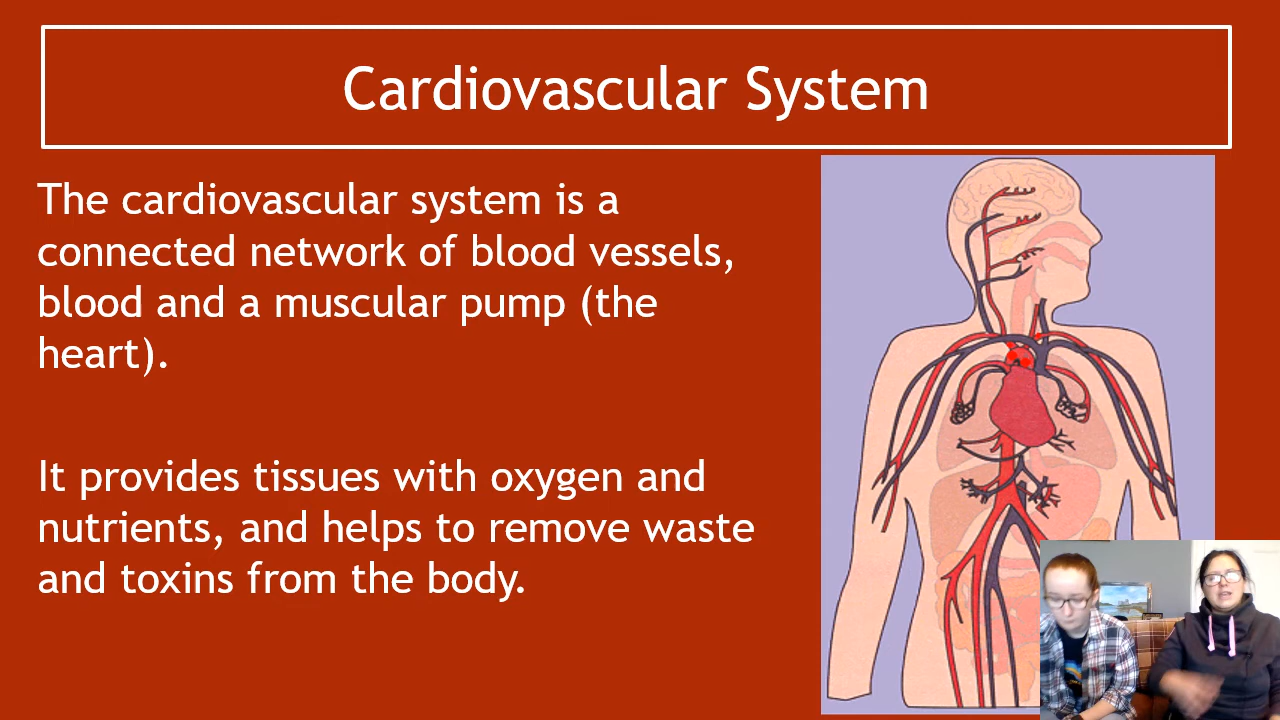 Cardiovascular System
The cardiovascular system is a
connected network of blood vessels,
blood and a muscular pump (the
heart).
It provides tissues with oxygen and
nutrients, and helps to remove waste
and toxins from the body.